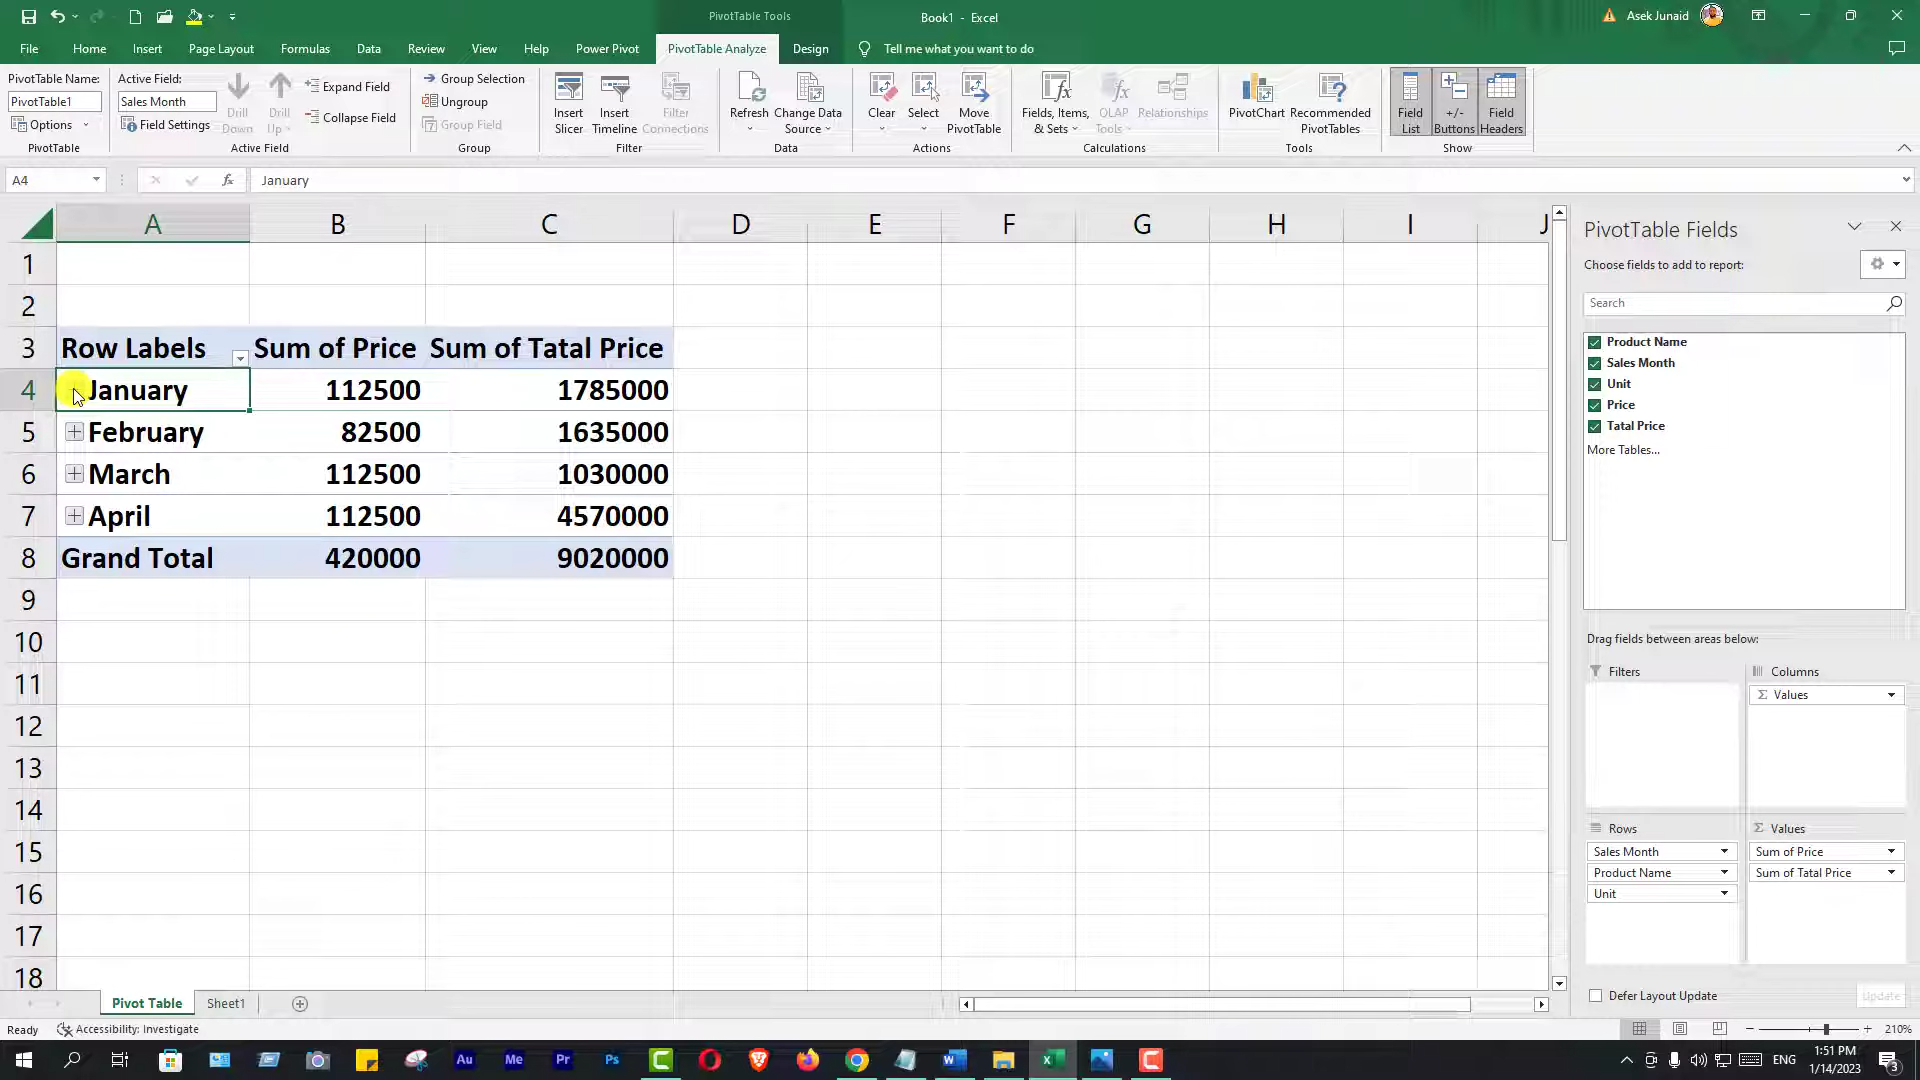 PivotTable Tools
Book1 - Excel
Asek Junaid
File Home Insert Page Layout Formulas Data Review View Help Power Pivot PivotTable Analyze Design Tell me what you want to do
PivotTable Name:
PivotTable1
Options
PivotTable
Active Field:
Sales Month
Field Settings
Drill Down
Drill Up
Expand Field
Collapse Field
Active Field
Group Selection
Ungroup
Group Field
Group
Insert Slicer
Insert Timeline
Filter Connections
Filter
Refresh
Change Data Source
Data
Clear
Select
Move PivotTable
Actions
Fields, Items, & Sets
OLAP Tools
Relationships
Calculations
PivotChart
Recommended PivotTables
Tools
Field List
+/- Buttons
Field Headers
Show
A4
fx
January
A B C D E F G H I J
1
2
3 Row Labels Sum of Price Sum of Tatal Price
4 January 112500 1785000
5 February 82500 1635000
6 March 112500 1030000
7 April 112500 4570000
8 Grand Total 420000 9020000
9
10
11
12
13
14
15
16
17
18
PivotTable Fields
Choose fields to add to report:
Search
Product Name
Sales Month
Unit
Price
Tatal Price
More Tables...
Drag fields between areas below:
Filters
Columns
Σ Values
Rows
Sales Month
Product Name
Unit
Σ Values
Sum of Price
Sum of Tatal Price
Defer Layout Update
Update
Pivot Table Sheet1
Ready Accessibility: Investigate
210%
Au Me Pr Ps
ENG
1:51 PM
1/14/2023
3